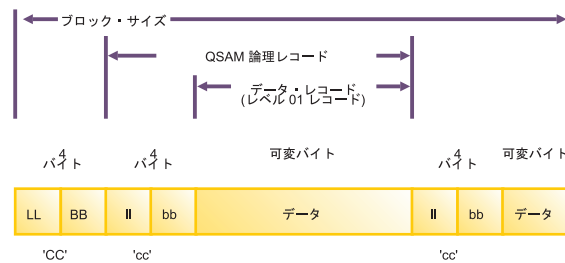 ブロック・サイズ
QSAM 論理レコード
データ・レコード
(レベル 01 レコード)
4 4 可変バイト 4 可変バイト
バイト バイト バイト
LL BB ll bb データ ll bb データ
'CC' 'cc' 'cc'